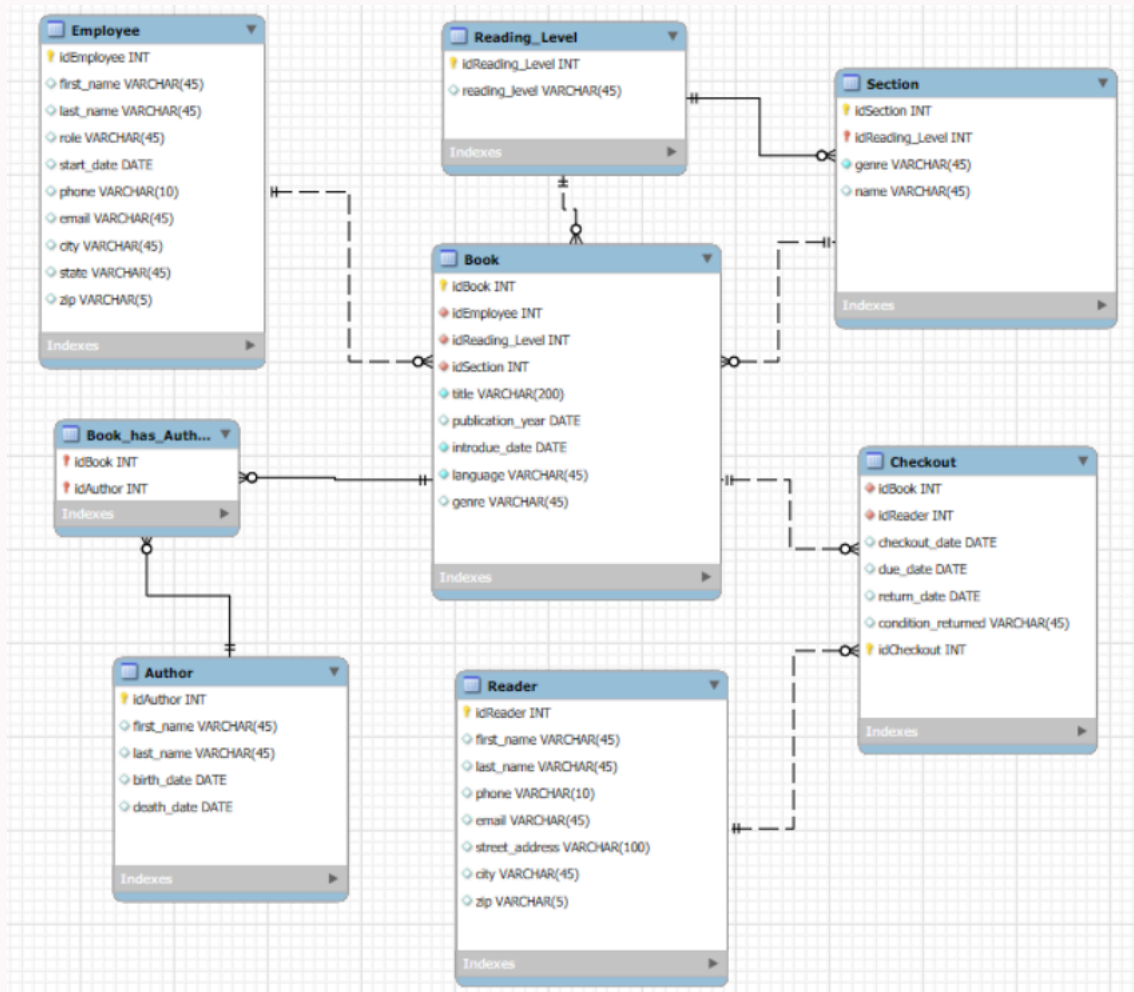 Employee
idEmployee INT
first_name VARCHAR(45)
last_name VARCHAR(45)
role VARCHAR(45)
start_date DATE
phone VARCHAR(10)
email VARCHAR(45)
city VARCHAR(45)
state VARCHAR(45)
zip VARCHAR(5)
Indexes
Reading_Level
idReading_Level INT
reading_level VARCHAR(45)
Indexes
Section
idSection INT
idReading_Level INT
genre VARCHAR(45)
name VARCHAR(45)
Indexes
Book
idBook INT
idEmployee INT
idReading_Level INT
idSection INT
title VARCHAR(200)
publication_year DATE
introdue_date DATE
language VARCHAR(45)
genre VARCHAR(45)
Indexes
Book_has_Auth...
idBook INT
idAuthor INT
Indexes
Checkout
idBook INT
idReader INT
checkout_date DATE
due_date DATE
return_date DATE
condition_returned VARCHAR(45)
idCheckout INT
Indexes
Author
idAuthor INT
first_name VARCHAR(45)
last_name VARCHAR(45)
birth_date DATE
death_date DATE
Indexes
Reader
idReader INT
first_name VARCHAR(45)
last_name VARCHAR(45)
phone VARCHAR(10)
email VARCHAR(45)
street_address VARCHAR(100)
city VARCHAR(45)
zip VARCHAR(5)
Indexes